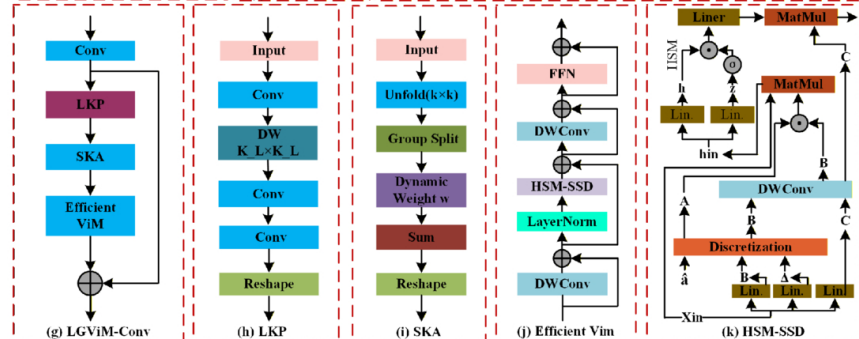 Conv
LKP
SKA
Efficient
ViM
(g) LGViM-Conv
Input
Conv
DW
K_L×K_L
Conv
Conv
Reshape
(h) LKP
Input
Unfold(k×k)
Group Split
Dynamic
Weight w
Sum
Reshape
(i) SKA
FFN
DWConv
HSM-SSD
LayerNorm
DWConv
(j) Efficient Vim
Liner
MatMul
HSM
σ
C
h
z
MatMul
Lin.
Lin.
hin
B
A
DWConv
B
C
Discretization
â
B
Δ
Lin.
Lin.
Lin.
Xin
(k) HSM-SSD